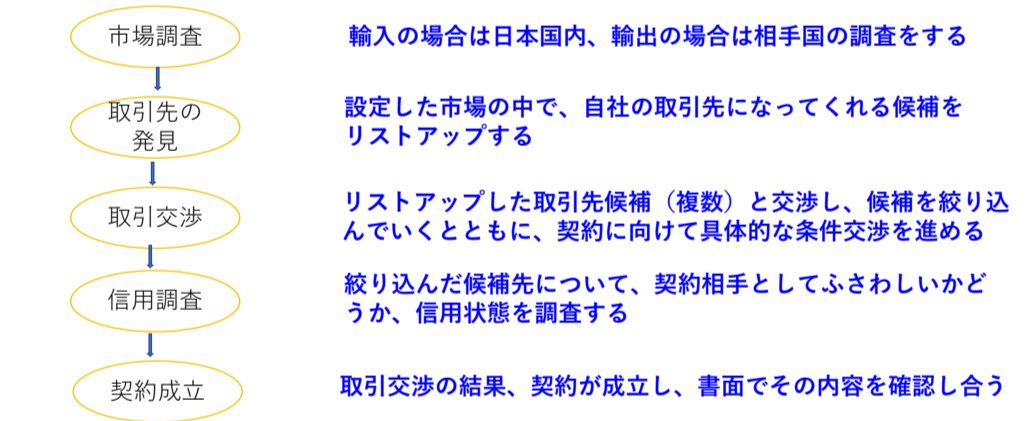 市場調査
輸入の場合は日本国内、輸出の場合は相手国の調査をする
取引先の
発見
設定した市場の中で、自社の取引先になってくれる候補を
リストアップする
取引交渉
リストアップした取引先候補（複数）と交渉し、候補を絞り込
んでいくとともに、契約に向けて具体的な条件交渉を進める
信用調査
絞り込んだ候補先について、契約相手としてふさわしいかど
うか、信用状態を調査する
契約成立
取引交渉の結果、契約が成立し、書面でその内容を確認し合う